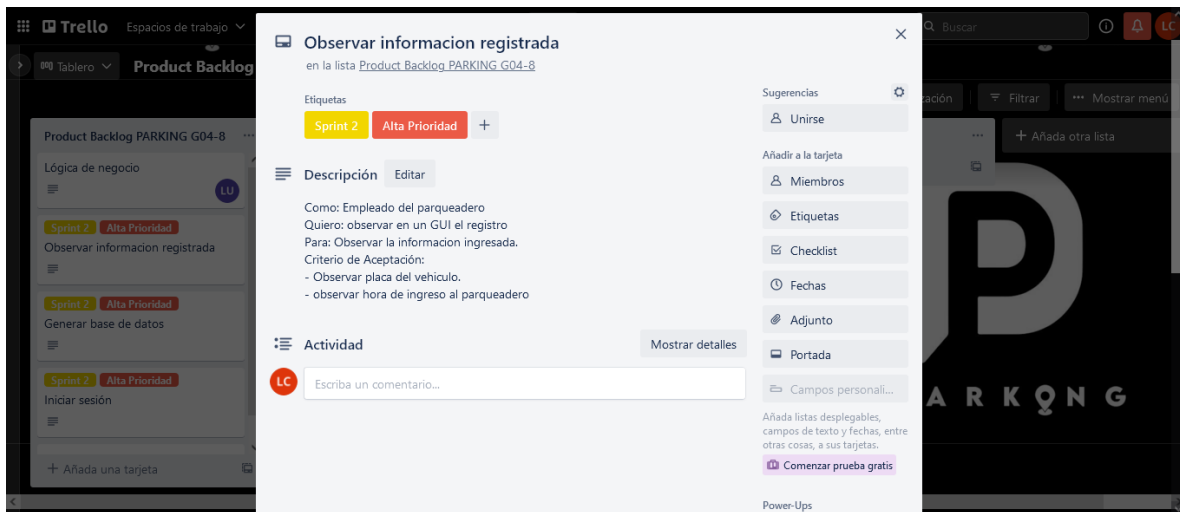 Trello
Espacios de trabajo
Buscar
LC
Tablero
Product Backlog
Filtrar
Mostrar menú
Product Backlog PARKING G04-8
Lógica de negocio
LU
Sprint 2 Alta Prioridad
Observar informacion registrada
Sprint 2 Alta Prioridad
Generar base de datos
Sprint 2 Alta Prioridad
Iniciar sesión
+ Añada una tarjeta
Observar informacion registrada
en la lista Product Backlog PARKING G04-8
Etiquetas
Sprint 2 Alta Prioridad +
Descripción Editar
Como: Empleado del parqueadero
Quiero: observar en un GUI el registro
Para: Observar la informacion ingresada.
Criterio de Aceptación:
- Observar placa del vehiculo.
- observar hora de ingreso al parqueadero
Actividad
Mostrar detalles
LC
Escriba un comentario...
Sugerencias
Unirse
Añadir a la tarjeta
Miembros
Etiquetas
Checklist
Fechas
Adjunto
Portada
Campos personali...
Añada listas desplegables,
campos de texto y fechas, entre
otras cosas, a sus tarjetas.
Comenzar prueba gratis
Power-Ups
+ Añada otra lista
ARKONG